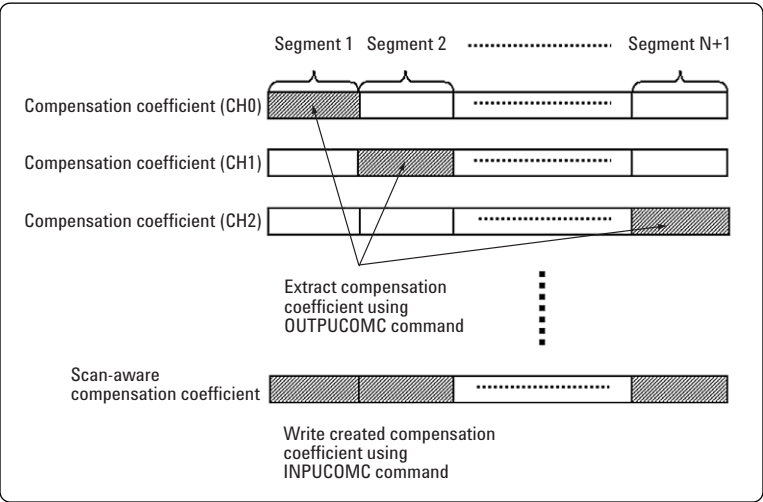 Segment 1 Segment 2 Segment N+1
Compensation coefficient (CH0)
Compensation coefficient (CH1)
Compensation coefficient (CH2)
Extract compensation
coefficient using
OUTPUCOMC command
Scan-aware
compensation coefficient
Write created compensation
coefficient using
INPUCOMC command